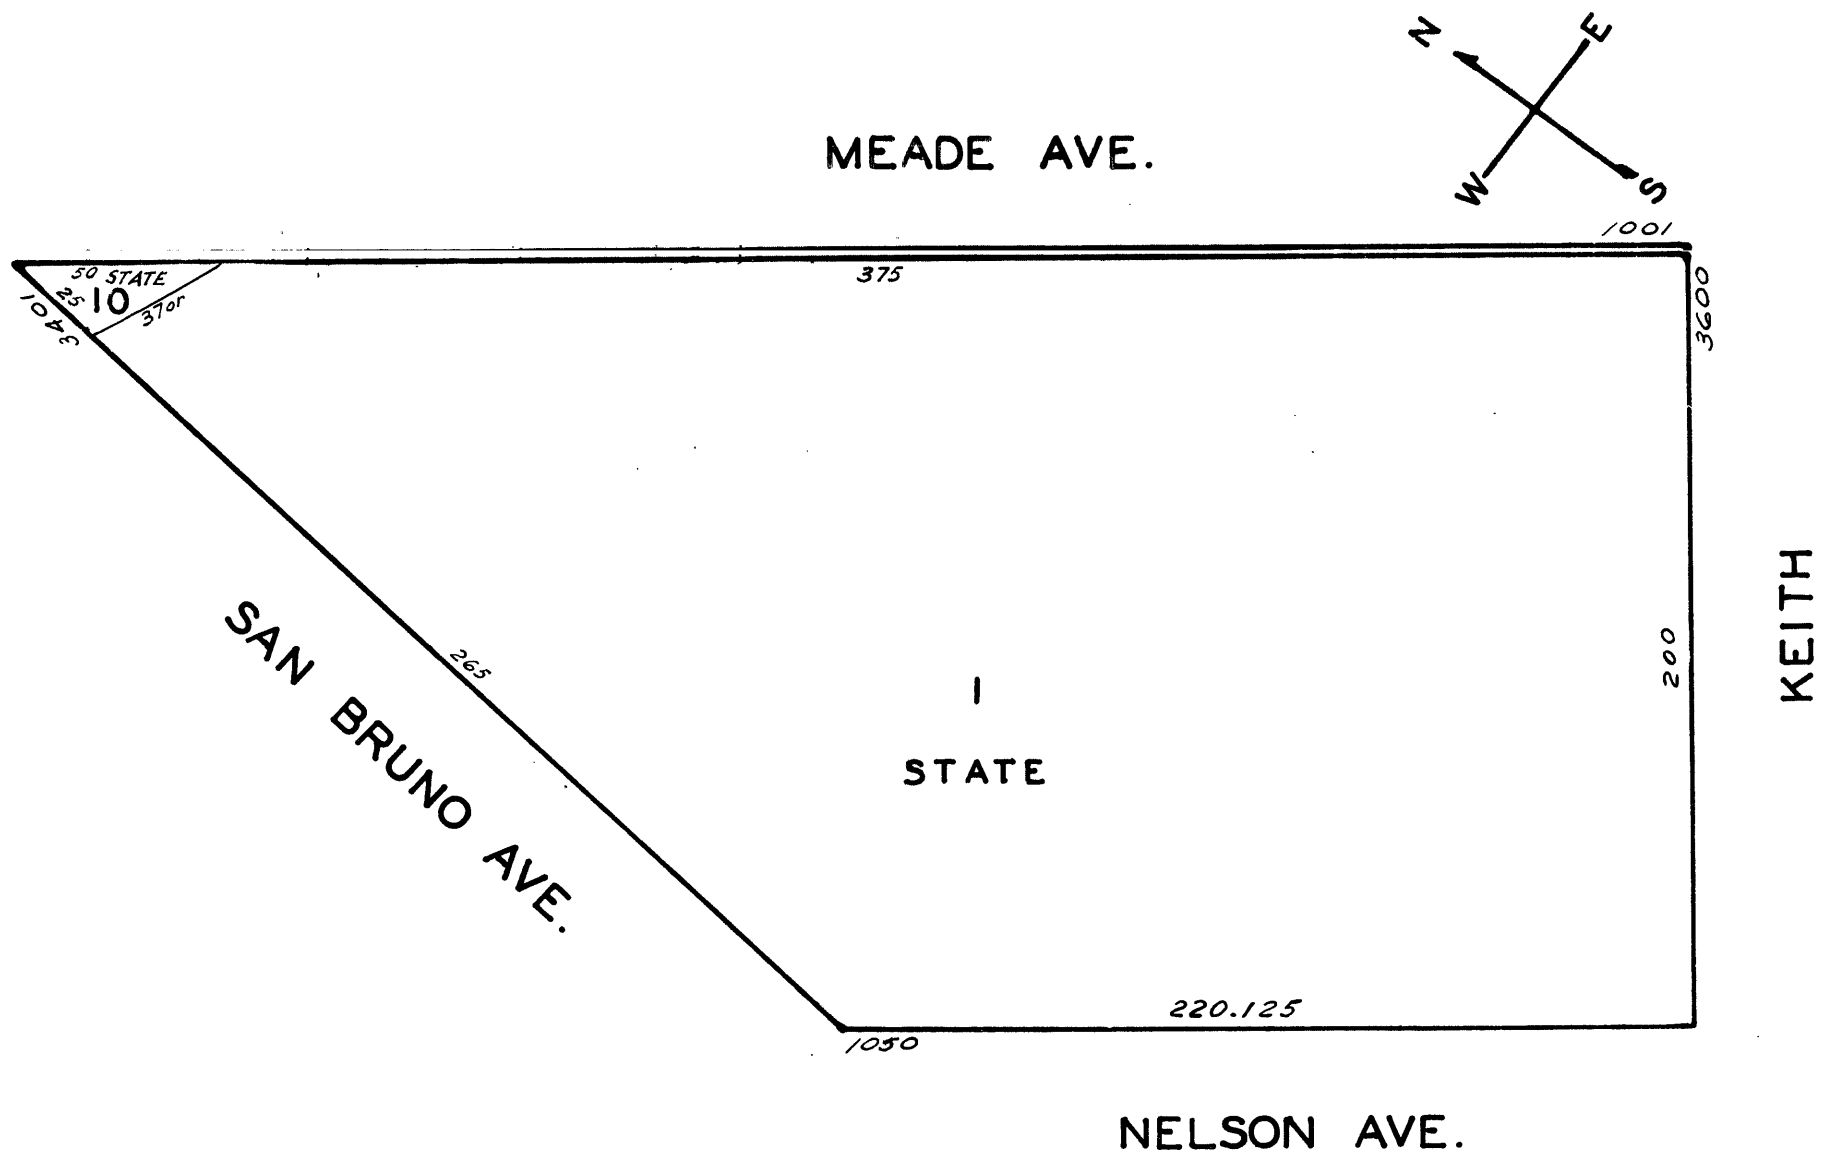 N
E
W
S
MEADE AVE.
1001
50 STATE
25
10
37or
3401
375
3600
SAN BRUNO AVE.
265
1
STATE
200
KEITH
220.125
1050
NELSON AVE.